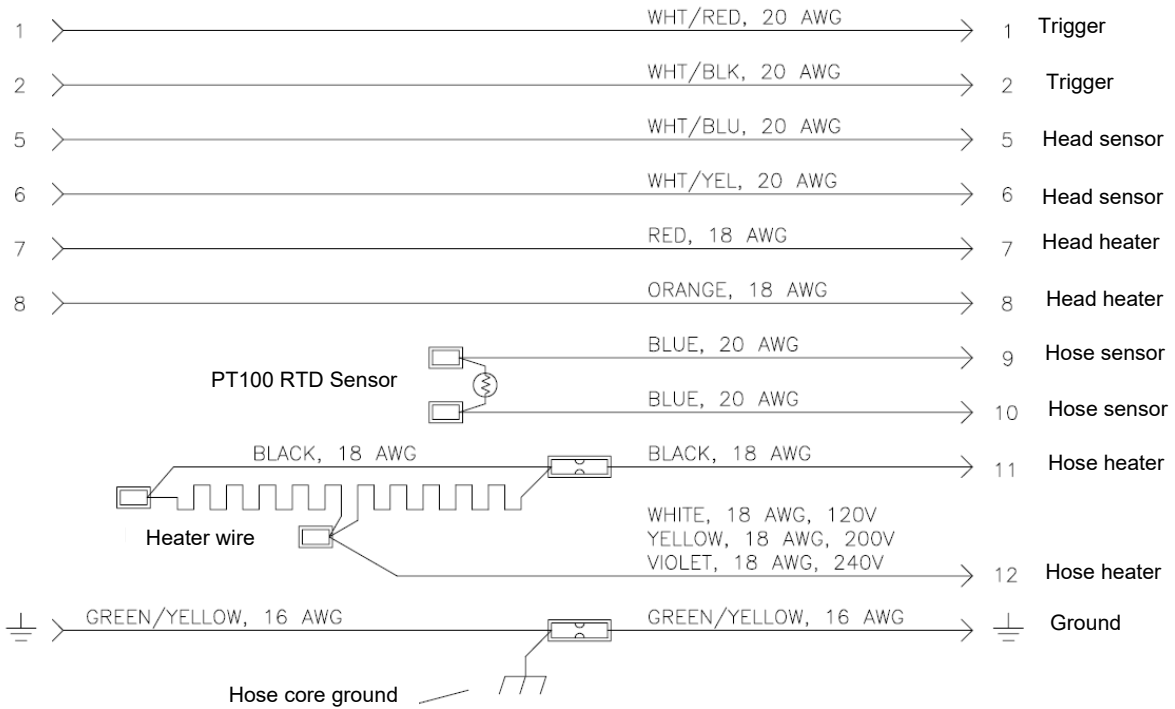 1 WHT/RED, 20 AWG 1 Trigger
2 WHT/BLK, 20 AWG 2 Trigger
5 WHT/BLU, 20 AWG 5 Head sensor
6 WHT/YEL, 20 AWG 6 Head sensor
7 RED, 18 AWG 7 Head heater
8 ORANGE, 18 AWG 8 Head heater
BLUE, 20 AWG 9 Hose sensor
PT100 RTD Sensor
BLUE, 20 AWG 10 Hose sensor
BLACK, 18 AWG BLACK, 18 AWG 11 Hose heater
Heater wire
WHITE, 18 AWG, 120V
YELLOW, 18 AWG, 200V
VIOLET, 18 AWG, 240V
12 Hose heater
GREEN/YELLOW, 16 AWG GREEN/YELLOW, 16 AWG Ground
Hose core ground